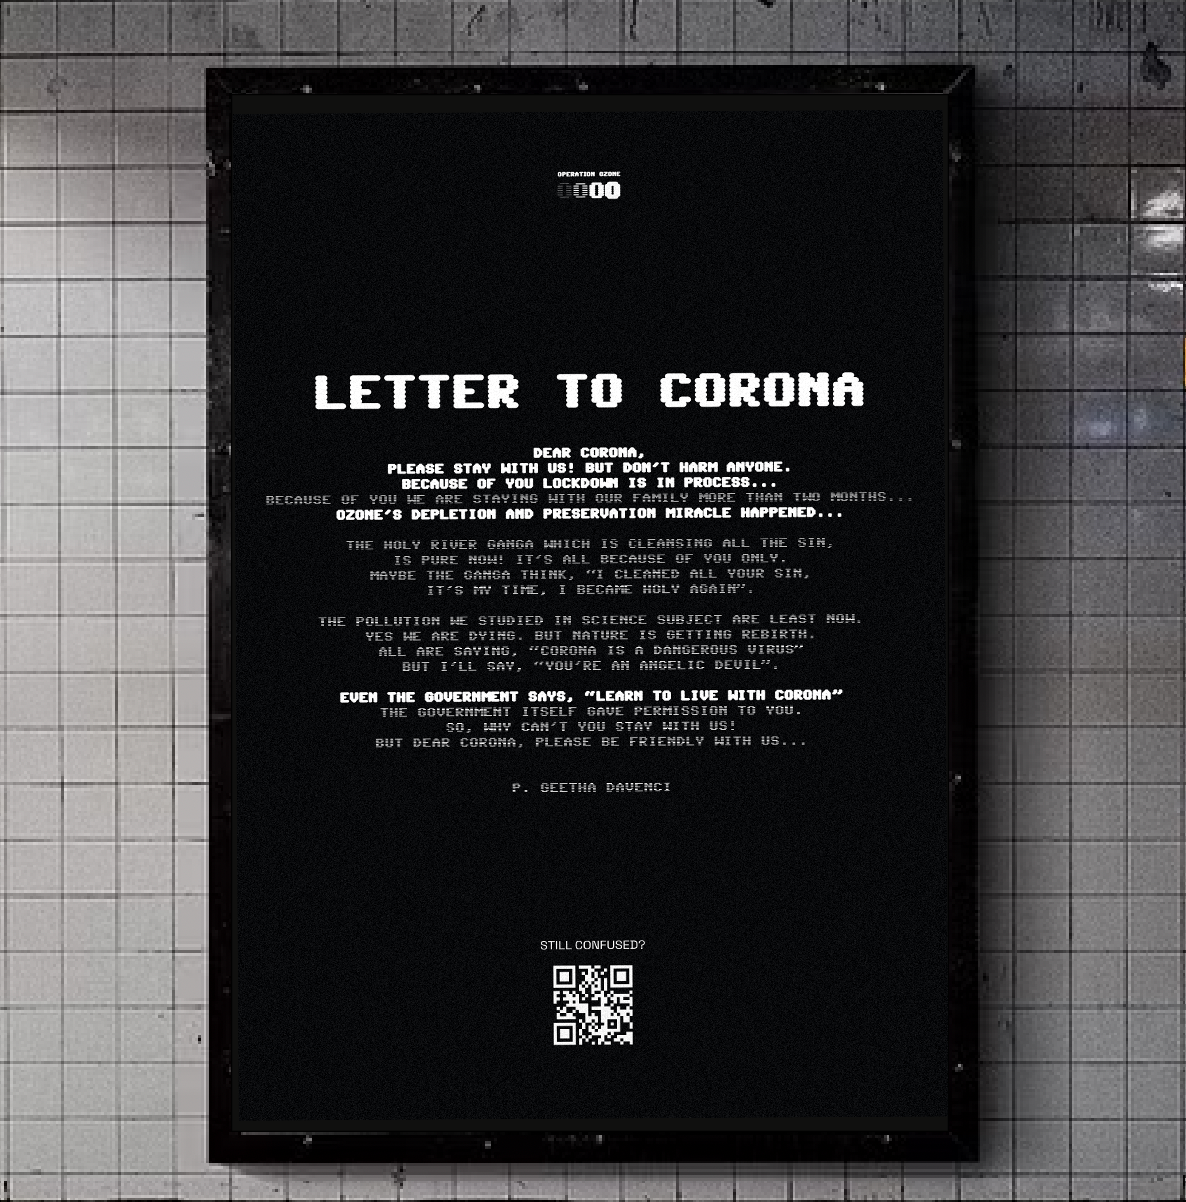 OPERATION OZONE
0000
LETTER TO CORONA
DEAR CORONA,
PLEASE STAY WITH US! BUT DON'T HARM ANYONE.
BECAUSE OF YOU LOCKDOWN IS IN PROCESS...
BECAUSE OF YOU WE ARE STAYING WITH OUR FAMILY MORE THAN TWO MONTHS...
OZONE'S DEPLETION AND PRESERVATION MIRACLE HAPPENED...
THE HOLY RIVER GANGA WHICH IS CLEANSING ALL THE SIN,
IS PURE NOW! IT'S ALL BECAUSE OF YOU ONLY.
MAYBE THE GANGA THINK, "I CLEANED ALL YOUR SIN,
IT'S MY TIME, I BECAME HOLY AGAIN".
THE POLLUTION WE STUDIED IN SCIENCE SUBJECT ARE LEAST NOW.
YES WE ARE DYING. BUT NATURE IS GETTING REBIRTH.
ALL ARE SAYING, "CORONA IS A DANGEROUS VIRUS"
BUT I'LL SAY, "YOU'RE AN ANGELIC DEVIL".
EVEN THE GOVERNMENT SAYS, "LEARN TO LIVE WITH CORONA"
THE GOVERNMENT ITSELF GAVE PERMISSION TO YOU.
SO, WHY CAN'T YOU STAY WITH US!
BUT DEAR CORONA, PLEASE BE FRIENDLY WITH US...
P. GEETHA DAVENCI
STILL CONFUSED?